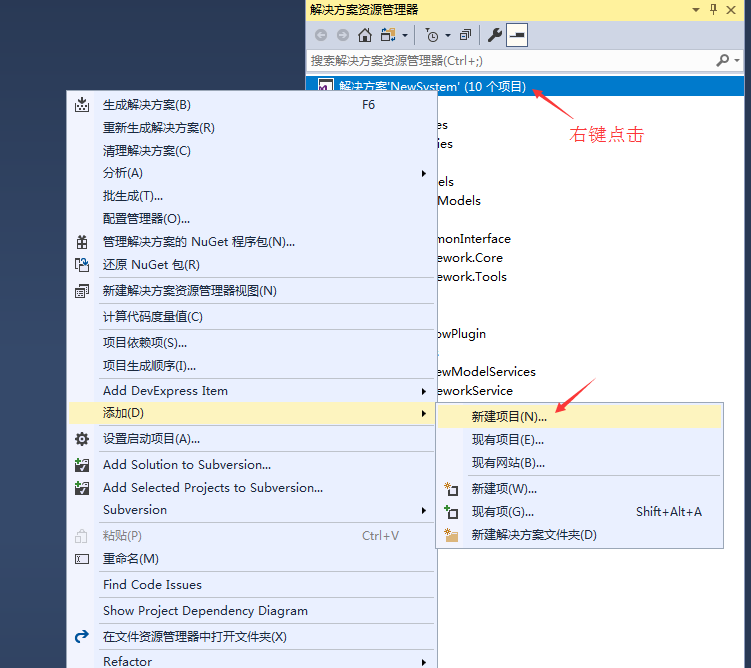 解决方案资源管理器
搜索解决方案资源管理器(Ctrl+;)
解决方案'NewSystem' (10 个项目)
右键点击
es
ies
els
Models
monInterface
ework.Core
ework.Tools
owPlugin
ewModelServices
eworkService
生成解决方案(B) F6
重新生成解决方案(R)
清理解决方案(C)
分析(A)
批生成(T)...
配置管理器(O)...
管理解决方案的 NuGet 程序包(N)...
还原 NuGet 包(R)
新建解决方案资源管理器视图(N)
计算代码度量值(C)
项目依赖项(S)...
项目生成顺序(I)...
Add DevExpress Item
添加(D)
设置启动项目(A)...
Add Solution to Subversion...
Add Selected Projects to Subversion...
Subversion
粘贴(P) Ctrl+V
重命名(M)
Find Code Issues
Show Project Dependency Diagram
在文件资源管理器中打开文件夹(X)
Refactor
新建项目(N)...
现有项目(E)...
现有网站(B)...
新建项(W)...
现有项(G)... Shift+Alt+A
新建解决方案文件夹(D)